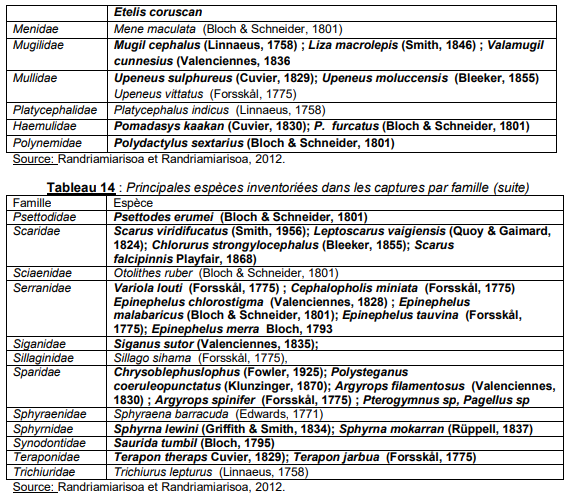 Etelis coruscan
Menidae Mene maculata (Bloch & Schneider, 1801)
Mugilidae Mugil cephalus (Linnaeus, 1758) ; Liza macrolepis (Smith, 1846) ; Valamugil
cunnesius (Valenciennes, 1836
Mullidae Upeneus sulphureus (Cuvier, 1829); Upeneus moluccensis (Bleeker, 1855)
Upeneus vittatus (Forsskål, 1775)
Platycephalidae Platycephalus indicus (Linnaeus, 1758)
Haemulidae Pomadasys kaakan (Cuvier, 1830); P. furcatus (Bloch & Schneider, 1801)
Polynemidae Polydactylus sextarius (Bloch & Schneider, 1801)
Source: Randriamiarisoa et Randriamiarisoa, 2012.
Tableau 14 : Principales espèces inventoriées dans les captures par famille (suite)
Famille Espèce
Psettodidae Psettodes erumei (Bloch & Schneider, 1801)
Scaridae Scarus viridifucatus (Smith, 1956); Leptoscarus vaigiensis (Quoy & Gaimard,
1824); Chlorurus strongylocephalus (Bleeker, 1855); Scarus
falcipinnis Playfair, 1868)
Sciaenidae Otolithes ruber (Bloch & Schneider, 1801)
Serranidae Variola louti (Forsskål, 1775) ; Cephalopholis miniata (Forsskål, 1775)
Epinephelus chlorostigma (Valenciennes, 1828) ; Epinephelus
malabaricus (Bloch & Schneider, 1801); Epinephelus tauvina (Forsskål,
1775); Epinephelus merra Bloch, 1793
Siganidae Siganus sutor (Valenciennes, 1835);
Sillaginidae Sillago sihama (Forsskål, 1775),
Sparidae Chrysoblephuslophus (Fowler, 1925); Polysteganus
coeruleopunctatus (Klunzinger, 1870); Argyrops filamentosus (Valenciennes,
1830) ; Argyrops spinifer (Forsskål, 1775) ; Pterogymnus sp, Pagellus sp
Sphyraenidae Sphyraena barracuda (Edwards, 1771)
Sphyrnidae Sphyrna lewini (Griffith & Smith, 1834); Sphyrna mokarran (Rüppell, 1837)
Synodontidae Saurida tumbil (Bloch, 1795)
Teraponidae Terapon theraps Cuvier, 1829); Terapon jarbua (Forsskål, 1775)
Trichiuridae Trichiurus lepturus (Linnaeus, 1758)
Source: Randriamiarisoa et Randriamiarisoa, 2012.